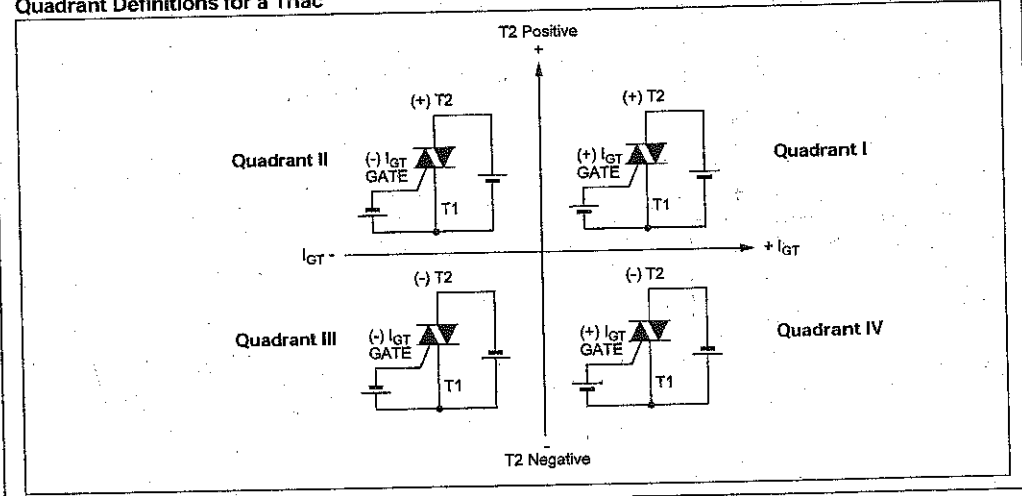 Quadrant Definitions for a Triac
T2 Positive
+
(+) T2
(+) T2
Quadrant II
(-) IGT
GATE
T1
(+) IGT
GATE
T1
Quadrant I
IGT -
+ IGT
(-) T2
(-) T2
Quadrant III
(-) IGT
GATE
T1
(+) IGT
GATE
T1
Quadrant IV
-
T2 Negative